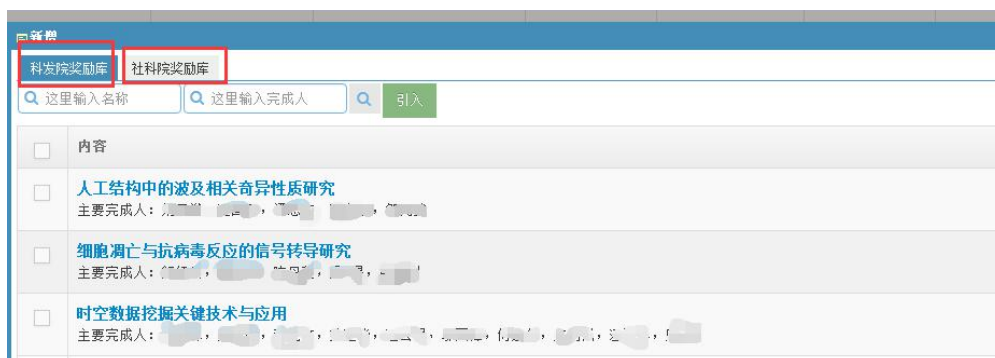 新增
科发院奖励库 社科院奖励库
这里输入名称 这里输入完成人 引入
内容
人工结构中的波及相关奇异性质研究
主要完成人：
细胞凋亡与抗病毒反应的信号转导研究
主要完成人：
时空数据挖掘关键技术与应用
主要完成人：